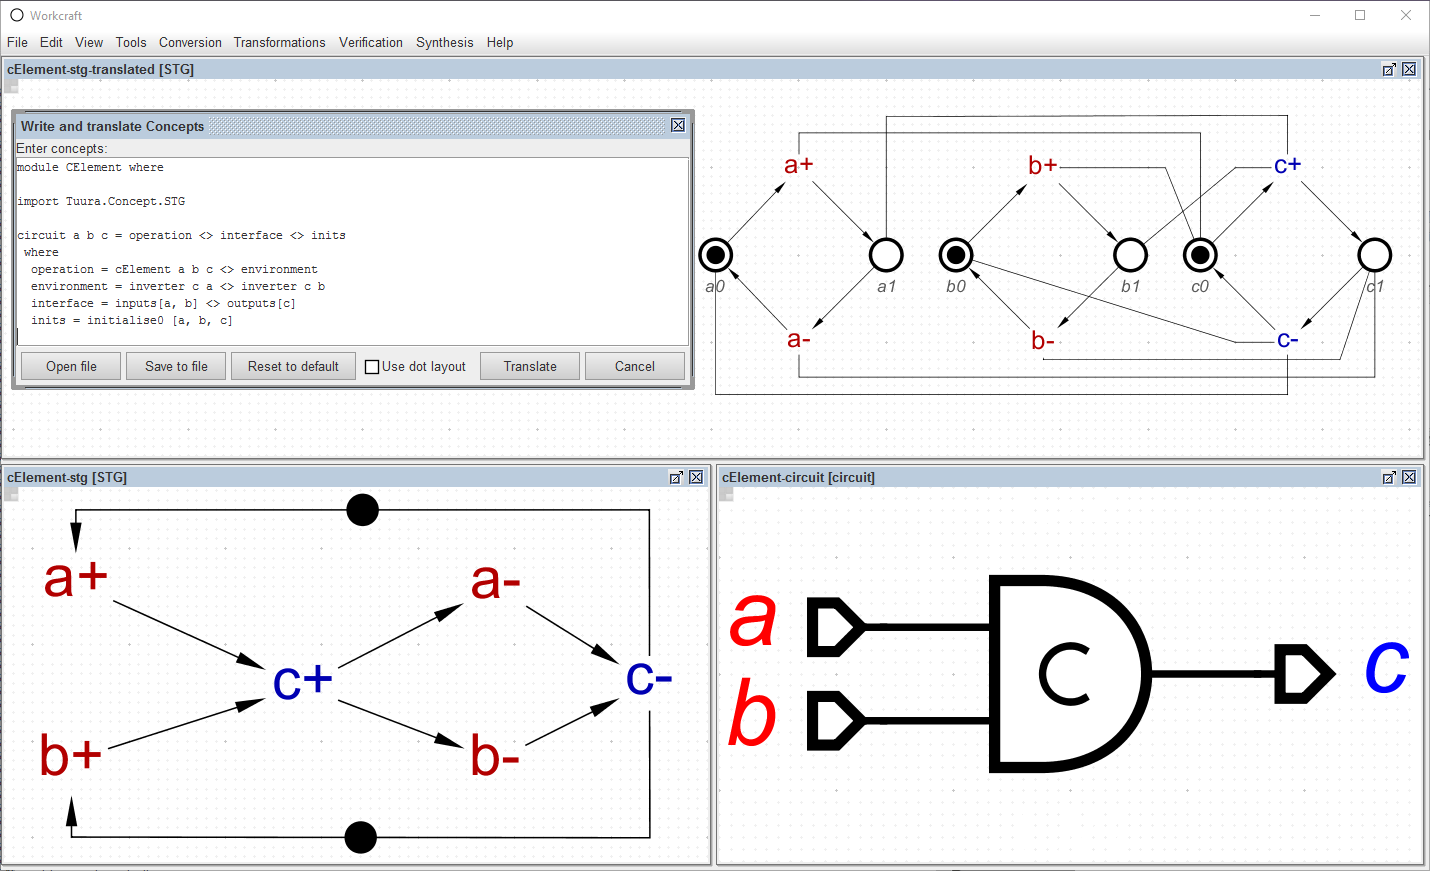 Workcraft
File Edit View Tools Conversion Transformations Verification Synthesis Help
cElement-stg-translated [STG]
Write and translate Concepts
Enter concepts:
module CElement where
import Tuura.Concept.STG
circuit a b c = operation <> interface <> inits
where
operation = cElement a b c <> environment
environment = inverter c a <> inverter c b
interface = inputs[a, b] <> outputs[c]
inits = initialise0 [a, b, c]
Open file Save to file Reset to default Use dot layout Translate Cancel
a+ b+ c+
a0 a1 b0 b1 c0 c1
a- b- c-
cElement-stg [STG]
a+ a-
c+ c-
b+ b-
cElement-circuit [circuit]
a
C
c
b